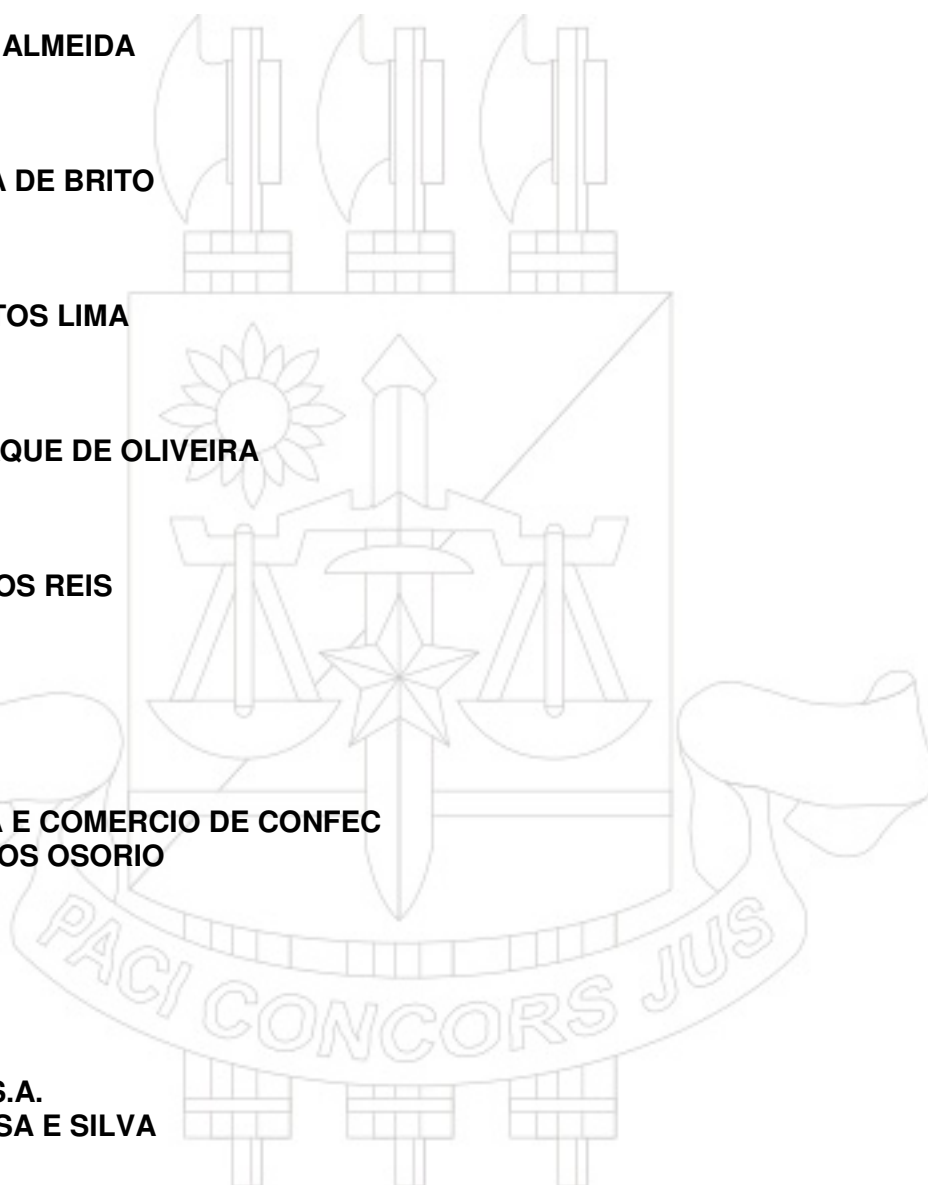 ALMEIDA
A DE BRITO
TOS LIMA
QUE DE OLIVEIRA
OS REIS
A E COMERCIO DE CONFEC
OS OSORIO
PACI CONCORS JUS
S.A.
SA E SILVA